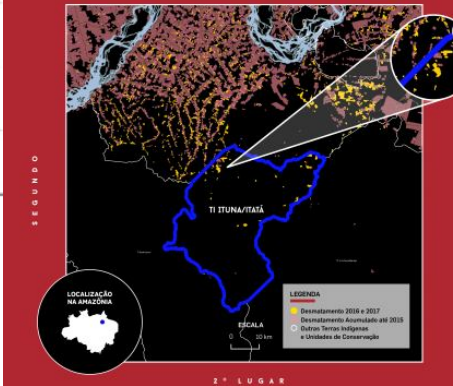 SEGUNDO
TI ITUNA/ITATÁ
LOCALIZAÇÃO
NA AMAZÔNIA
ESCALA
0 10 km
LEGENDA
Desmatamento 2016 e 2017
Desmatamento Acumulado até 2015
Outras Terras Indígenas
e Unidades de Conservação
2º LUGAR